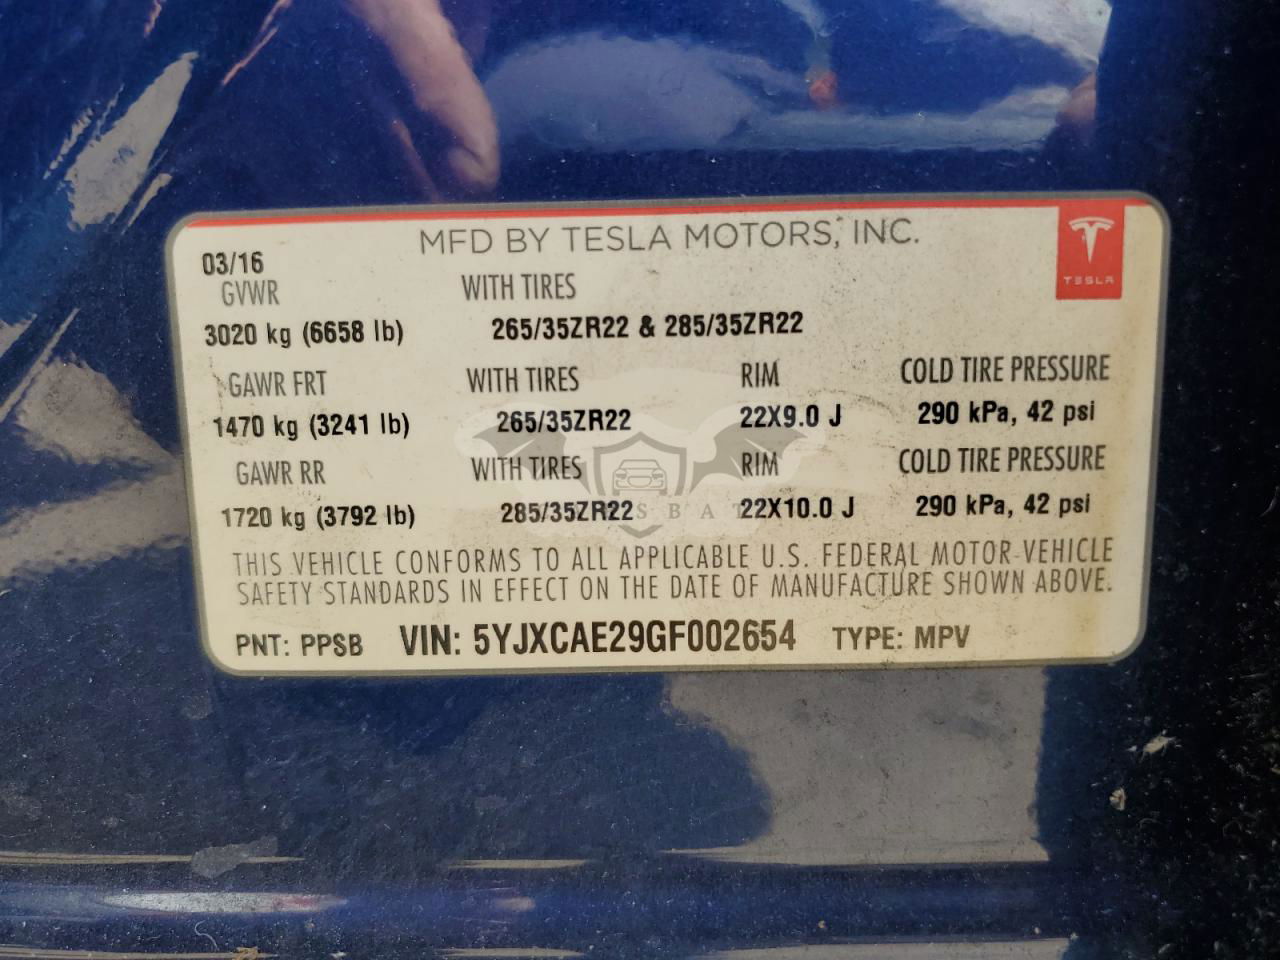 MFD BY TESLA MOTORS, INC.
TESLA
03/16
GVWR WITH TIRES
3020 kg (6658 lb) 265/35ZR22 & 285/35ZR22
GAWR FRT WITH TIRES RIM COLD TIRE PRESSURE
1470 kg (3241 lb) 265/35ZR22 22X9.0 J 290 kPa, 42 psi
GAWR RR WITH TIRES RIM COLD TIRE PRESSURE
1720 kg (3792 lb) 285/35ZR22 22X10.0 J 290 kPa, 42 psi
THIS VEHICLE CONFORMS TO ALL APPLICABLE U.S. FEDERAL MOTOR VEHICLE
SAFETY STANDARDS IN EFFECT ON THE DATE OF MANUFACTURE SHOWN ABOVE.
PNT: PPSB VIN: 5YJXCAE29GF002654 TYPE: MPV